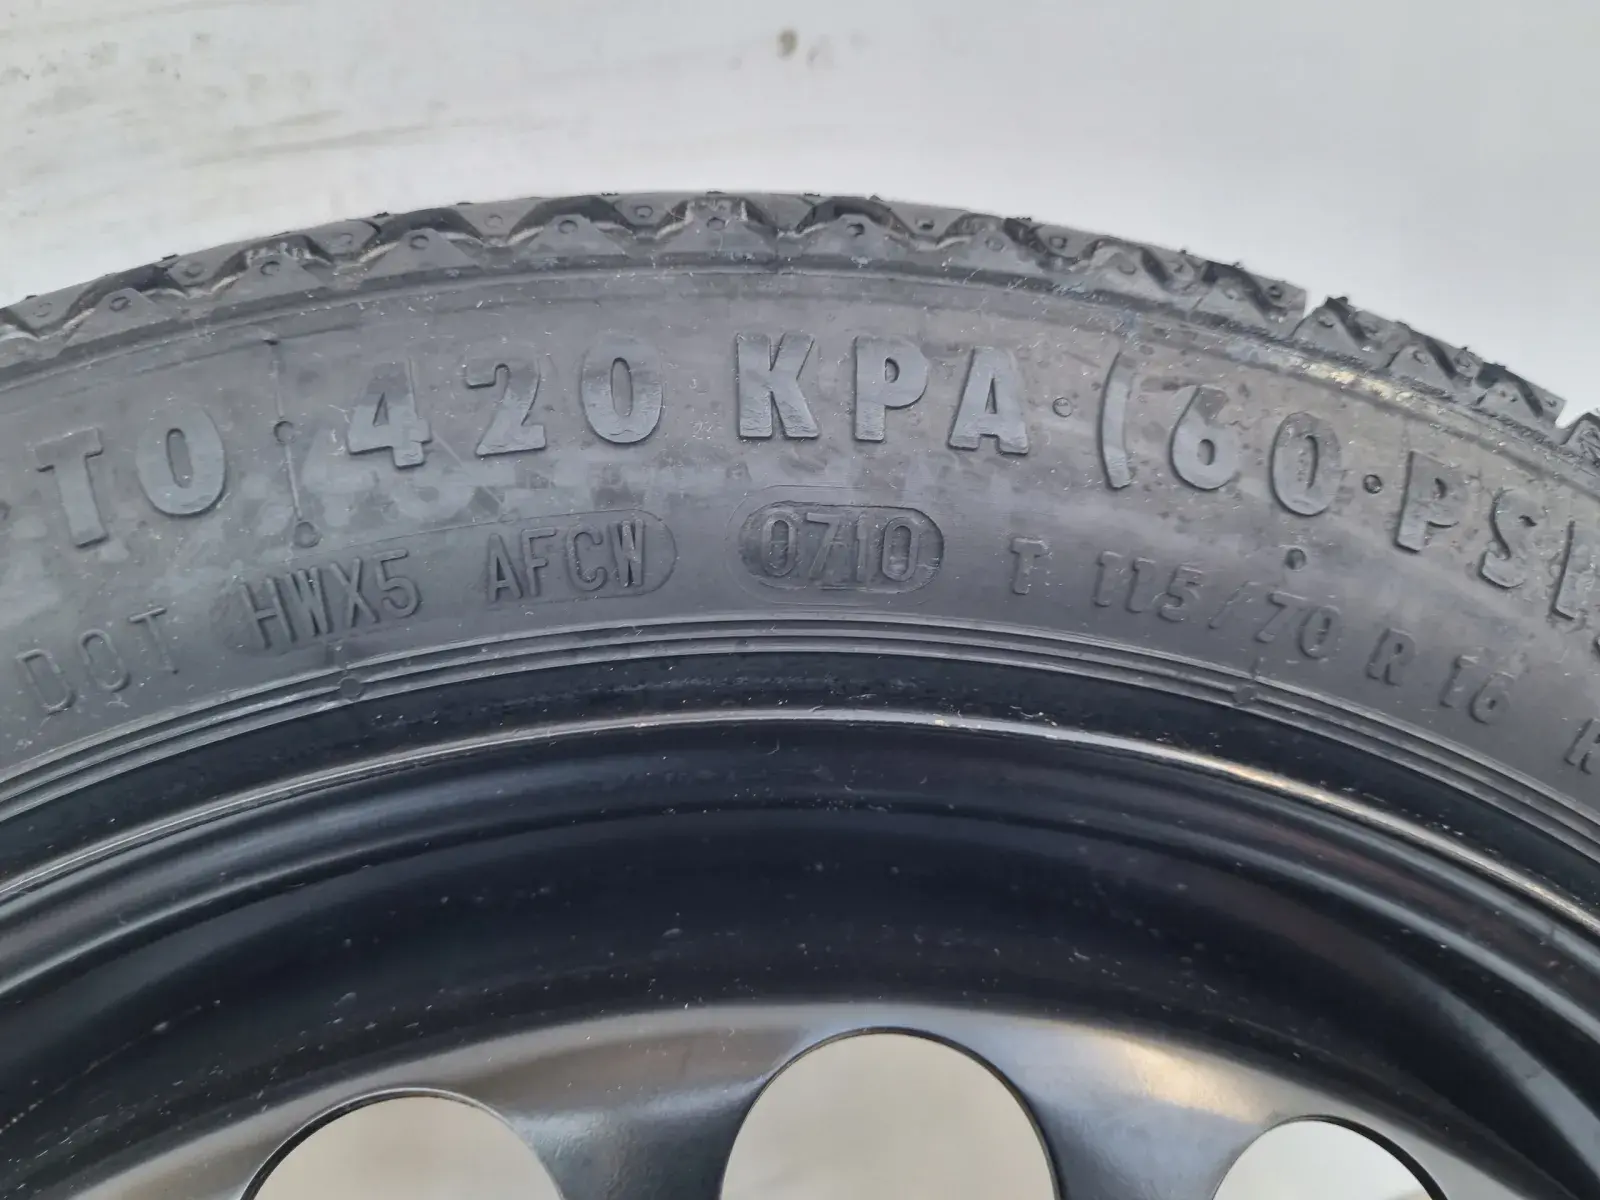 TO 420 KPA (60 PSI
DOT HWX5 AFCW 0710 T 115/70 R 16